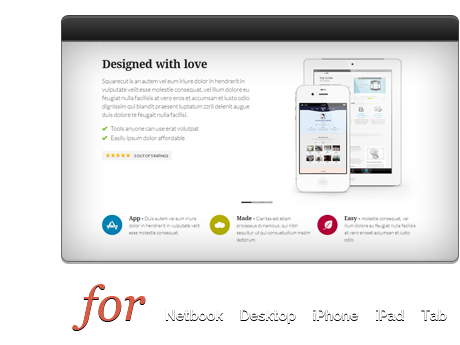 Designed with love
Squarecut is an autem vel eum iriure dolor in hendrerit in
vulputate velit esse molestie consequat, vel illum dolore eu
feugiat nulla facilisis at vero eros et accumsan et iusto odio
dignissim qui blandit praesent luptatum zzril delenit augue
duis dolore te feugait nulla facilisi.
Tools anyone can use erat volutpat
Easily ipsum dolor affordable
5 OUT OF 5 RATINGS
App - Duis autem vel eum iriure
dolor in hendrerit in vulputate velit
esse molestie consequat.
Made - Claritas est etiam
processus dynamicus, qui nibh
sequitur ut qui consuetudium mazim
lectorum.
Easy - molestie consequat, vel
illum dolore eu feugiat nulla facilisis
at vero eroset accumsan et iusto
odio.
for Netbook Desktop iPhone iPad Tab